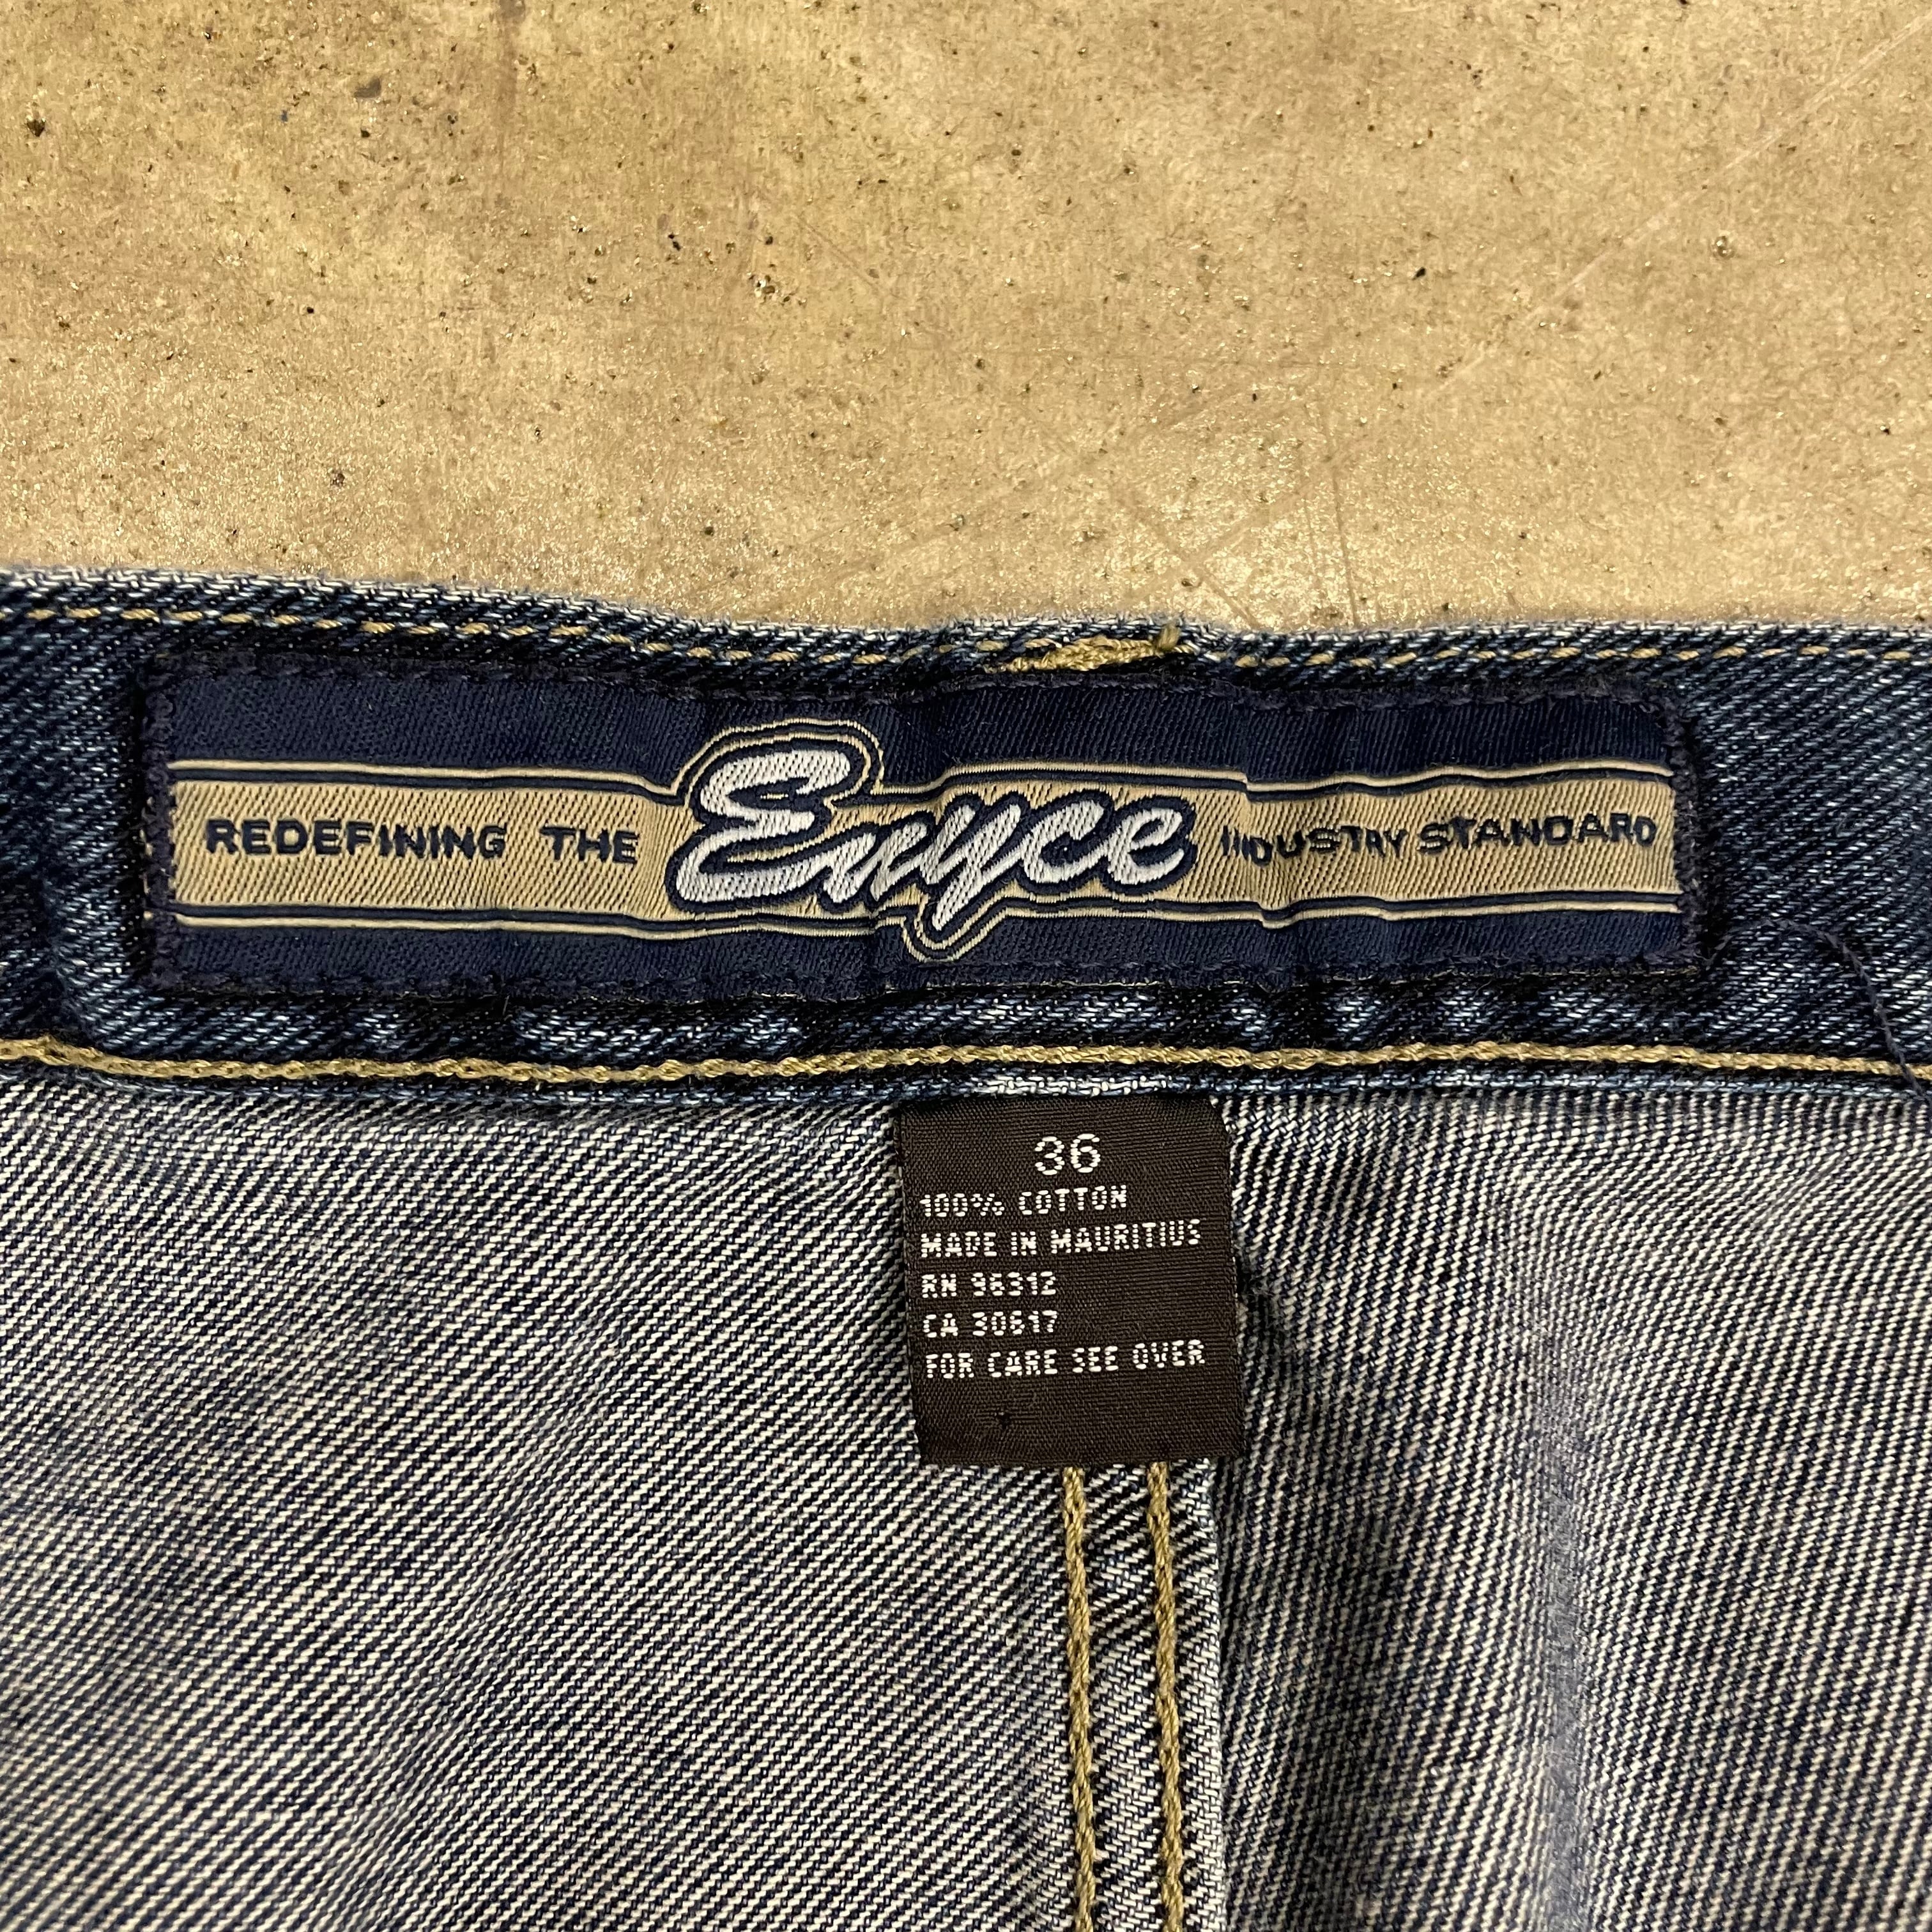 REDEFINING THE Enyce INDUSTRY STANDARD
36
100% COTTON
MADE IN MAURITIUS
RN 96312
CA 30617
FOR CARE SEE OVER